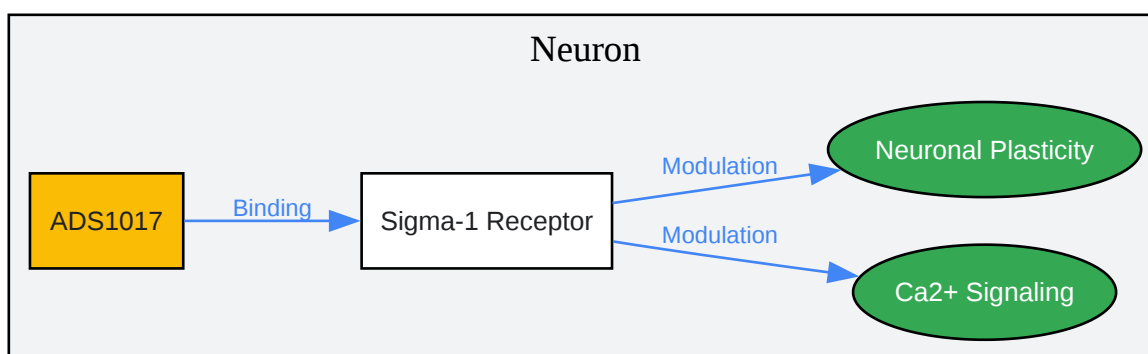 Neuron
ADS1017
Binding
Sigma-1 Receptor
Modulation
Neuronal Plasticity
Modulation
Ca2+ Signaling